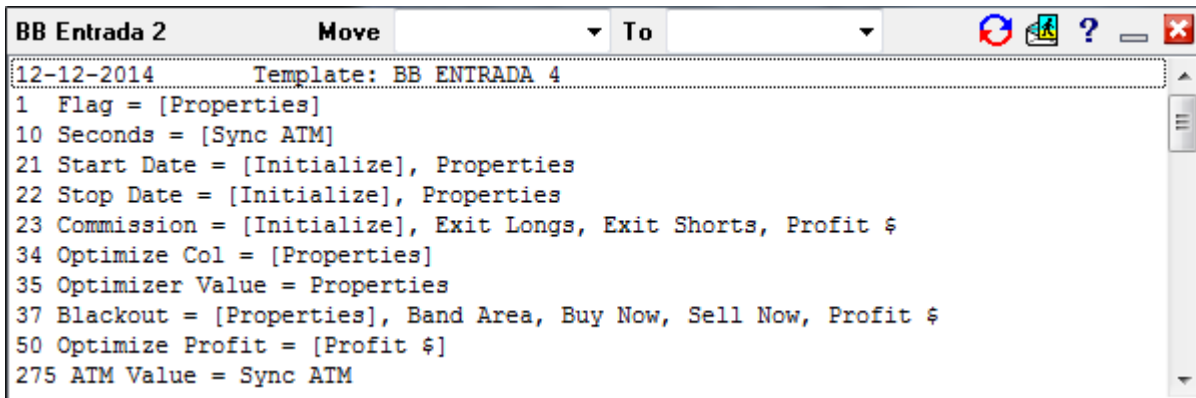 BB Entrada 2 Move To ?
12-12-2014 Template: BB ENTRADA 4
1 Flag = [Properties]
10 Seconds = [Sync ATM]
21 Start Date = [Initialize], Properties
22 Stop Date = [Initialize], Properties
23 Commission = [Initialize], Exit Longs, Exit Shorts, Profit $
34 Optimize Col = [Properties]
35 Optimizer Value = Properties
37 Blackout = [Properties], Band Area, Buy Now, Sell Now, Profit $
50 Optimize Profit = [Profit $]
275 ATM Value = Sync ATM